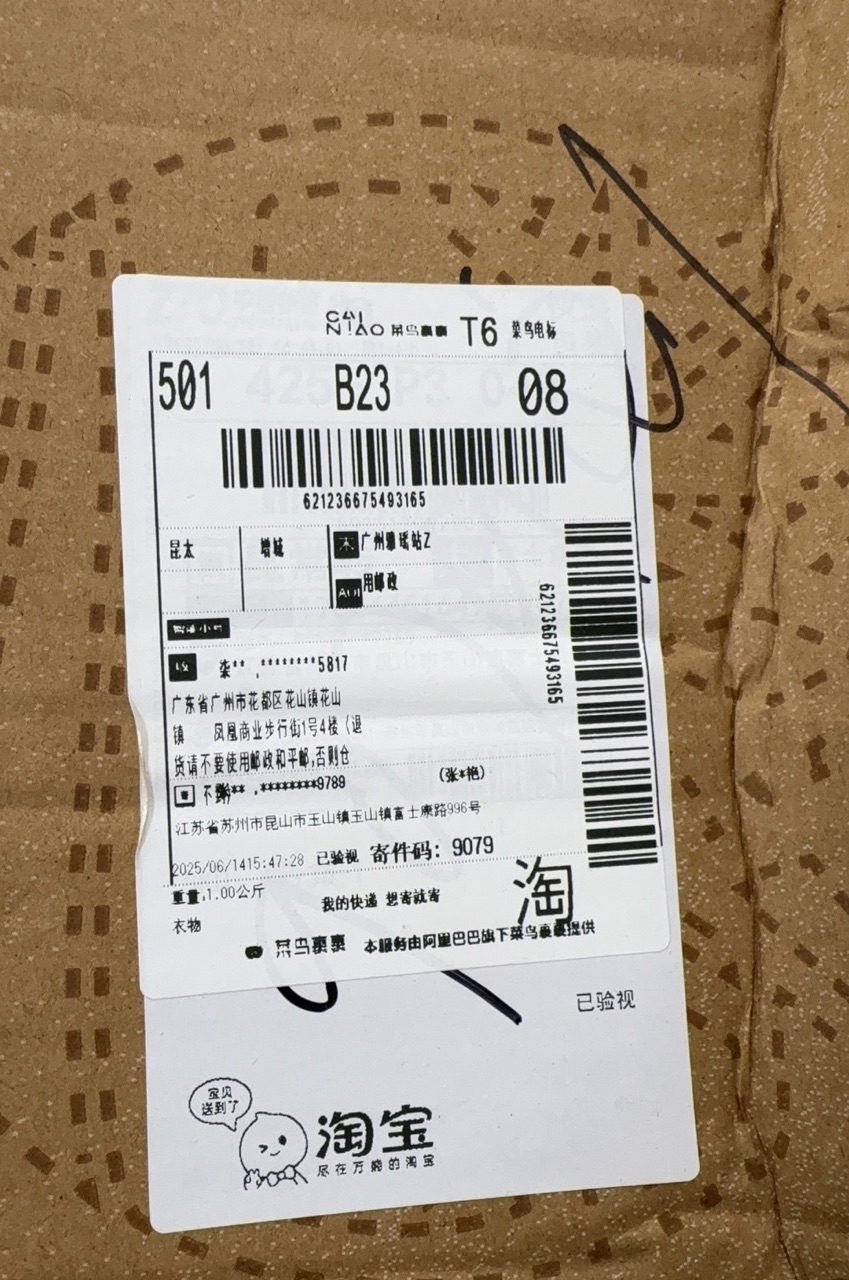 CAI NIAO 菜鸟裹裹 T6 菜鸟电标
501 B23 08
621236675493165
昆太 增城 广州雅瑶站Z
用邮政
621236675493165
收 柒** ,********5817
广东省广州市花都区花山镇花山
镇 凤凰商业步行街1号4楼（退
货请不要使用邮政和平邮,否则仓
** ,********9789 (张*艳)
江苏省苏州市昆山市玉山镇玉山镇富士康路996号
2025/06/1415:47:28 已验视 寄件码: 9079
重量:1.00公斤
我的快递 想寄就寄 淘
衣物
菜鸟裹裹 本服务由阿里巴巴旗下菜鸟裹裹提供
已验视
宝贝
送到了
淘宝
尽在万能的淘宝